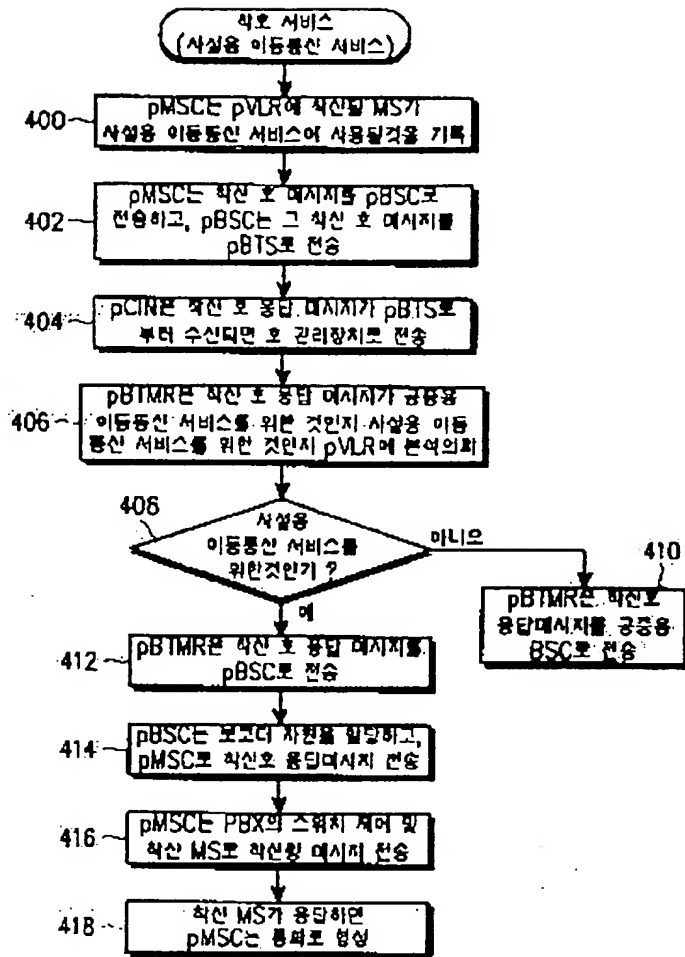 착호 서비스
(사설용 이동통신 서비스)
400
pMSC는 pVLR에 착신될 MS가
사설용 이동통신 서비스에 사용될것을 기록
402
pMSC는 착신 호 메시지를 pBSC로
전송하고, pBSC는 그 착신 호 메시지를
pBTS로 전송
404
pCIN은 착신 호 응답 메시지가 pBTS로
부터 수신되면 호 관리장치로 전송
406
pBTMR은 착신 호 응답 메시지가 공중용
이동통신 서비스를 위한 것인지 사설용 이동
통신 서비스를 위한 것인지 pVLR에 분석의뢰
406
사설용
이동통신 서비스를
위한것인가 ?
아니오
예
410
pBTMR은 착신호
응답메시지를 공중용
BSC로 전송
412
pBTMR은 착신 호 응답 메시지를
pBSC로 전송
414
pBSC는 보코더 자원을 할당하고,
pMSC로 착신호 응답메시지 전송
416
pMSC는 PBX의 스위치 제어 및
착신 MS로 착신링 메시지 전송
418
착신 MS가 응답하면
pMSC는 통화로 형성